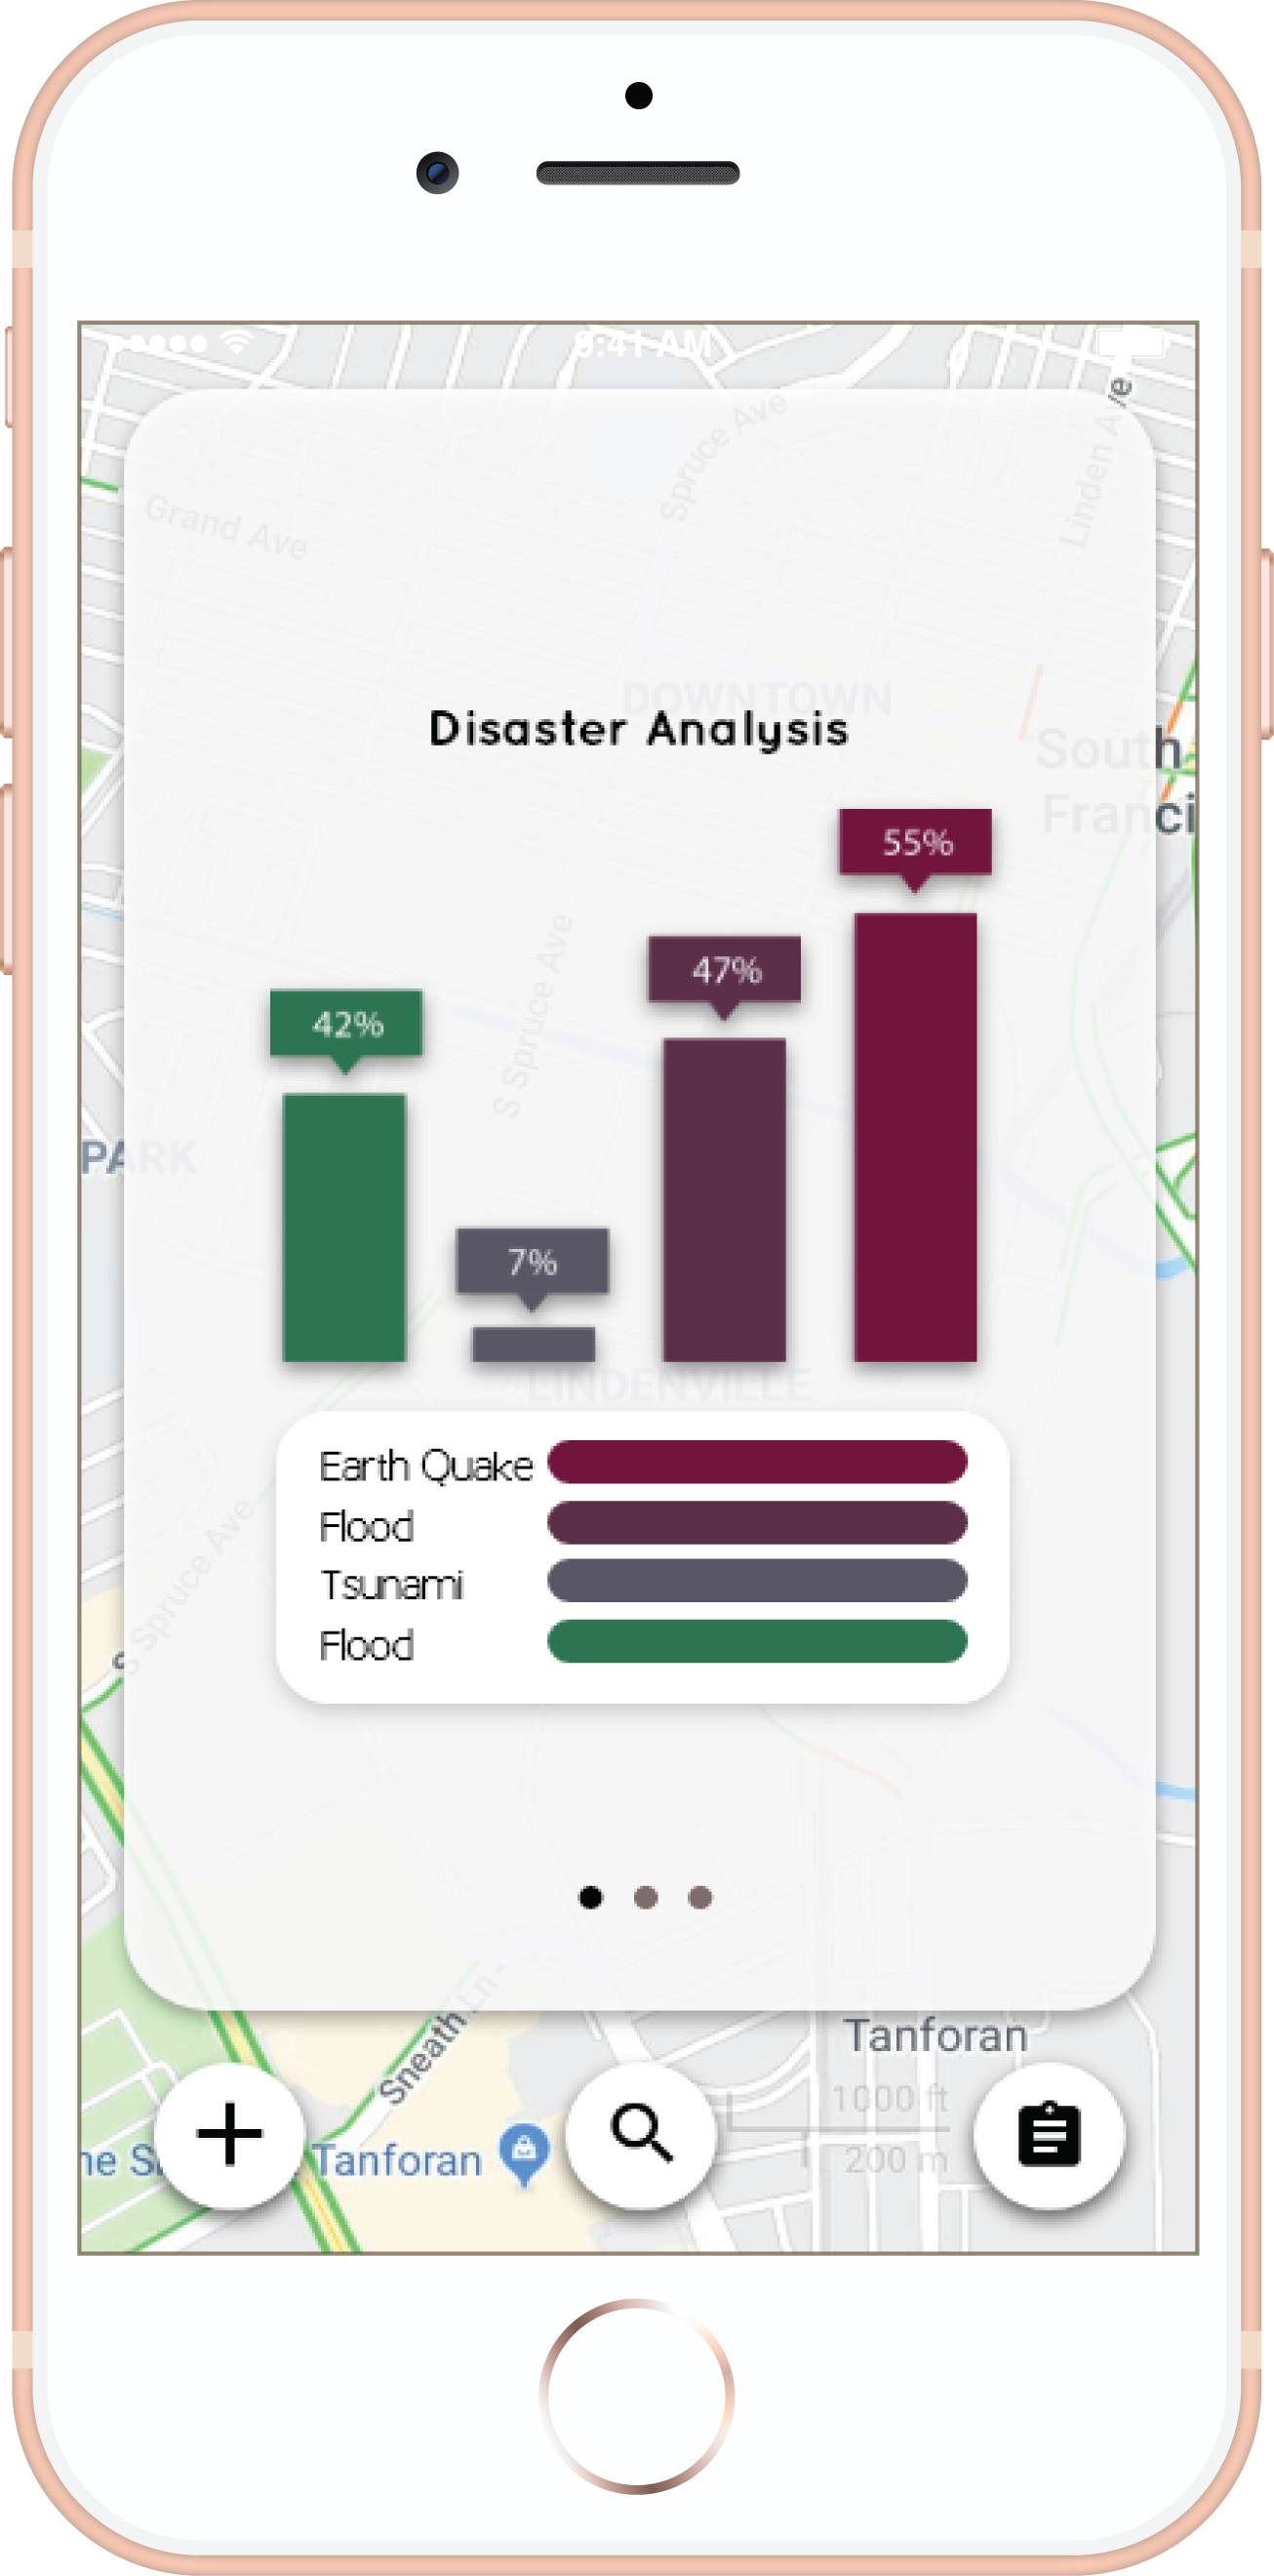 9:41 AM
Spruce Ave
Linden Ave
Grand Ave
DOWNTOWN
Disaster Analysis
South
Franci
55%
47%
42%
S Spruce Ave
PARK
7%
LINDENVILLE
Earth Quake
Flood
Tsunami
Flood
S Spruce Ave
Sneath Ln
Tanforan
1000 ft
200 m
Tanforan